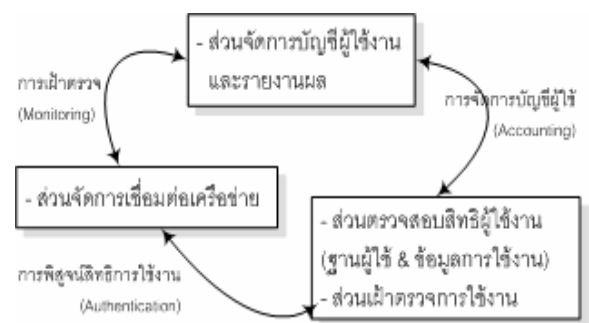 - ส่วนจัดการบัญชีผู้ใช้งาน
และรายงานผล
การเฝ้าตรวจ
(Monitoring)
การจัดการบัญชีผู้ใช้
(Accounting)
- ส่วนจัดการเชื่อมต่อเครือข่าย
- ส่วนตรวจสอบสิทธิผู้ใช้งาน
(ฐานผู้ใช้ & ข้อมูลการใช้งาน)
- ส่วนเฝ้าตรวจการใช้งาน
การพิสูจน์สิทธิการใช้งาน
(Authentication)